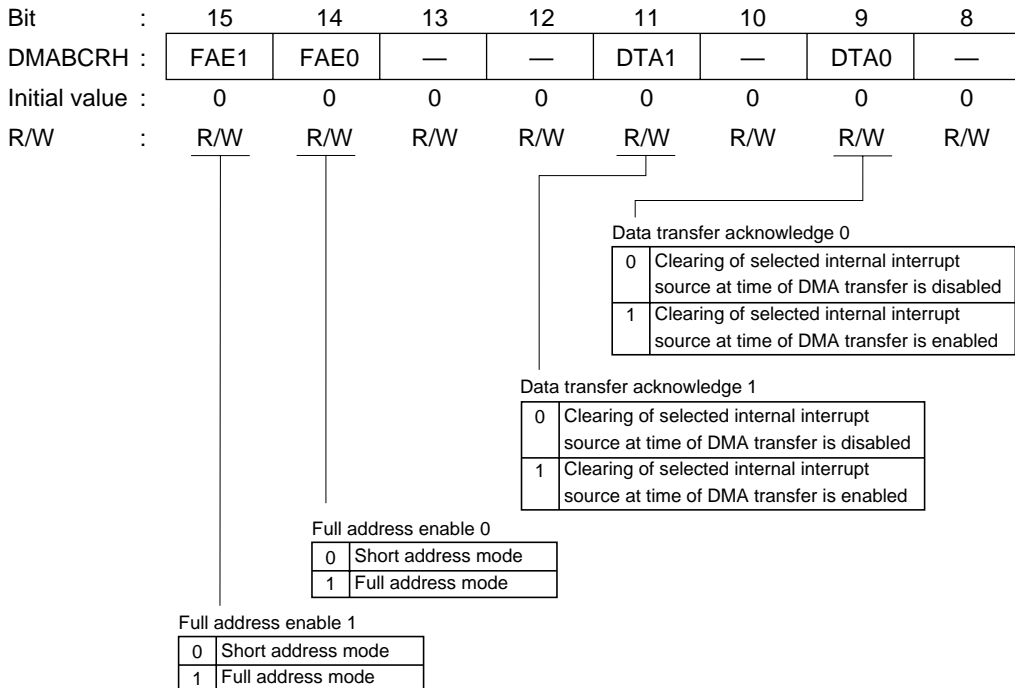 Bit : 15 14 13 12 11 10 9 8
DMABCRH : FAE1 FAE0 — — DTA1 — DTA0 —
Initial value : 0 0 0 0 0 0 0 0
R/W : R/W R/W R/W R/W R/W R/W R/W R/W
Data transfer acknowledge 0
0 Clearing of selected internal interrupt
source at time of DMA transfer is disabled
1 Clearing of selected internal interrupt
source at time of DMA transfer is enabled
Data transfer acknowledge 1
0 Clearing of selected internal interrupt
source at time of DMA transfer is disabled
1 Clearing of selected internal interrupt
source at time of DMA transfer is enabled
Full address enable 0
0 Short address mode
1 Full address mode
Full address enable 1
0 Short address mode
1 Full address mode